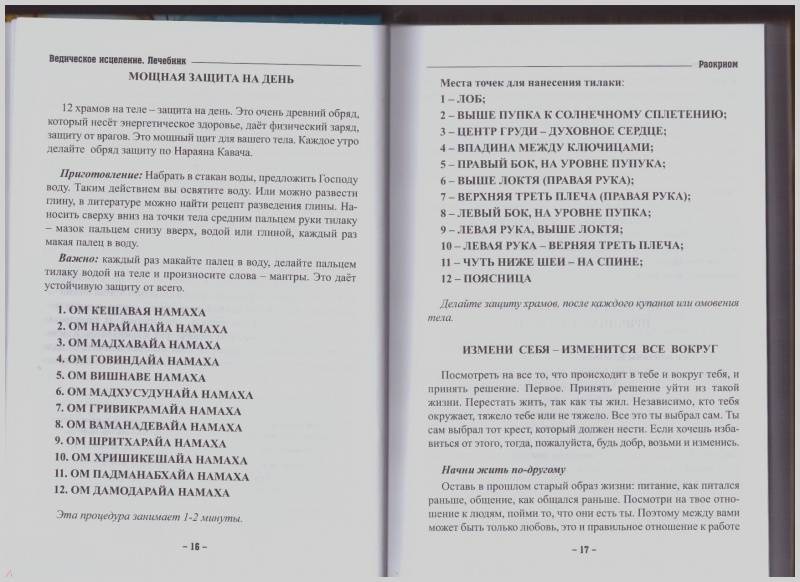 Ведическое исцеление. Лечебник
МОЩНАЯ ЗАЩИТА НА ДЕНЬ
12 храмов на теле – защита на день. Это очень древний обряд,
который несёт энергетическое здоровье, даёт физический заряд,
защиту от врагов. Это мощный щит для вашего тела. Каждое утро
делайте обряд защиту по Нараяна Кавача.
Приготовление: Набрать в стакан воды, предложить Господу
воду. Таким действием вы освятите воду. Или можно развести
глину, в литературе можно найти рецепт разведения глины. На-
носить сверху вниз на точки тела средним пальцем руки тилаку
– мазок пальцем снизу вверх, водой или глиной, каждый раз
макая палец в воду.
Важно: каждый раз макайте палец в воду, делайте пальцем
тилаку водой на теле и произносите слова – мантры. Это даёт
устойчивую защиту от всего.
1. ОМ КЕШАВАЯ НАМАХА
2. ОМ НАРАЙАНАЙА НАМАХА
3. ОМ МАДХАВАЙА НАМАХА
4. ОМ ГОВИНДАЙА НАМАХА
5. ОМ ВИШНАВЕ НАМАХА
6. ОМ МАДХУСУДУНАЙА НАМАХА
7. ОМ ГРИВИКРАМАЙА НАМАХА
8. ОМ ВАМАНАДЕВАЙА НАМАХА
9. ОМ ШРИТХАРАЙА НАМАХА
10. ОМ ХРИШИКЕШАЙА НАМАХА
11. ОМ ПАДМАНАБХАЙА НАМАХА
12. ОМ ДАМОДАРАЙА НАМАХА
Эта процедура занимает 1-2 минуты.
– 16 –
Раокриом
Места точек для нанесения тилаки:
1 – ЛОБ;
2 – ВЫШЕ ПУПКА К СОЛНЕЧНОМУ СПЛЕТЕНИЮ;
3 – ЦЕНТР ГРУДИ – ДУХОВНОЕ СЕРДЦЕ;
4 – ВПАДИНА МЕЖДУ КЛЮЧИЦАМИ;
5 – ПРАВЫЙ БОК, НА УРОВНЕ ПУПУКА;
6 – ВЫШЕ ЛОКТЯ (ПРАВАЯ РУКА);
7 – ВЕРХНЯЯ ТРЕТЬ ПЛЕЧА (ПРАВАЯ РУКА);
8 – ЛЕВЫЙ БОК, НА УРОВНЕ ПУПКА;
9 – ЛЕВАЯ РУКА, ВЫШЕ ЛОКТЯ;
10 – ЛЕВАЯ РУКА – ВЕРНЯЯ ТРЕТЬ ПЛЕЧА;
11 – ЧУТЬ НИЖЕ ШЕИ – НА СПИНЕ;
12 – ПОЯСНИЦА
Делайте защиту храмов, после каждого купания или омовения
тела.
ИЗМЕНИ СЕБЯ – ИЗМЕНИТСЯ ВСЕ ВОКРУГ
Посмотреть на все то, что происходит в тебе и вокруг тебя, и
принять решение. Первое. Принять решение уйти из такой
жизни. Перестать жить, так как ты жил. Независимо, кто тебя
окружает, тяжело тебе или не тяжело. Все это ты выбрал сам. Ты
сам выбрал тот крест, который должен нести. Если хочешь изба-
виться от этого, тогда, пожалуйста, будь добр, возьми и изменись.
Начни жить по-другому
Оставь в прошлом старый образ жизни: питание, как питался
раньше, общение, как общался раньше. Посмотри на твое отно-
шение к людям, пойми то, что они есть ты. Поэтому между вами
может быть только любовь, это и правильное отношение к работе
– 17 –